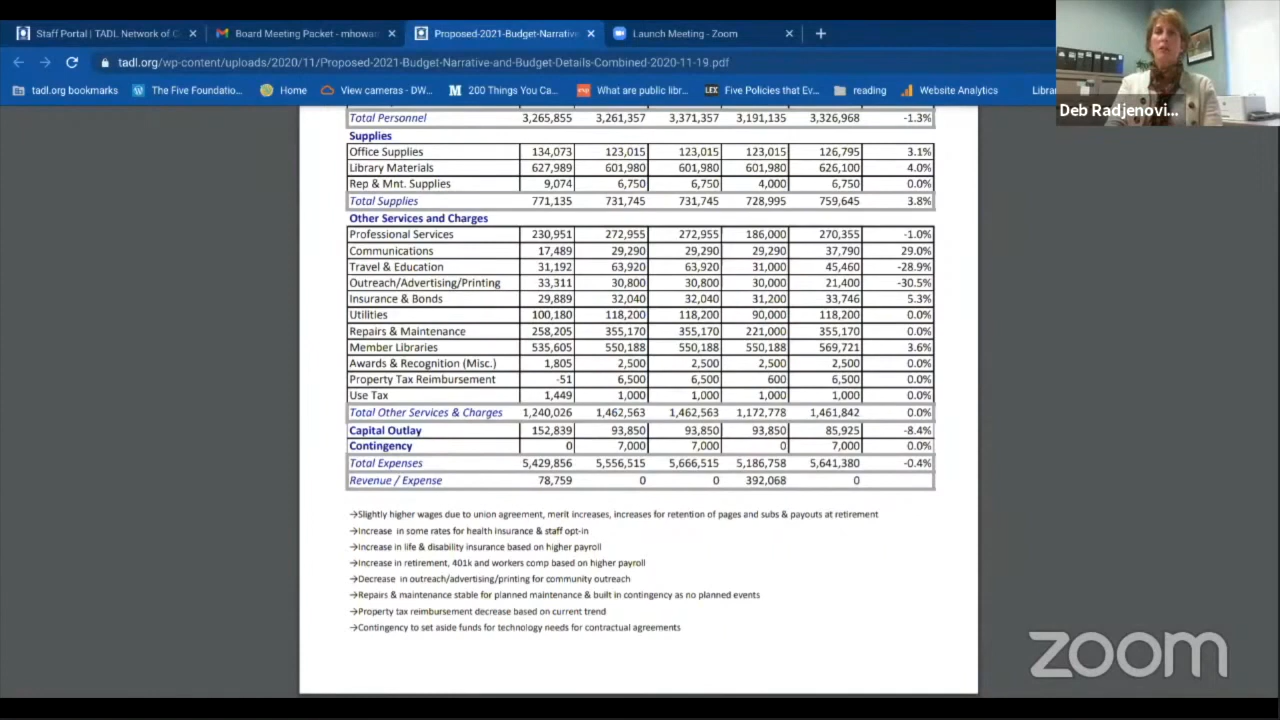 Staff Portal | TADL Network of C
Board Meeting Packet - mhowa
Proposed-2021-Budget-Narrativ
Launch Meeting - Zoom
tadl.org/wp-content/uploads/2020/11/Proposed-2021-Budget-Narrative-and-Budget-Details-Combined-2020-11-19.pdf
tadl.org bookmarks
The Five Foundatio...
Home
View cameras - DW...
200 Things You Ca...
What are public libr...
LEX Five Policies that Ev...
reading
Website Analytics
Librar
Deb Radjenovi...
Total Personnel 3,265,855 3,261,357 3,371,357 3,191,135 3,326,968 -1.3%
Supplies
Office Supplies 134,073 123,015 123,015 123,015 126,795 3.1%
Library Materials 627,989 601,980 601,980 601,980 626,100 4.0%
Rep & Mnt. Supplies 9,074 6,750 6,750 4,000 6,750 0.0%
Total Supplies 771,135 731,745 731,745 728,995 759,645 3.8%
Other Services and Charges
Professional Services 230,951 272,955 272,955 186,000 270,355 -1.0%
Communications 17,489 29,290 29,290 29,290 37,790 29.0%
Travel & Education 31,192 63,920 63,920 31,000 45,460 -28.9%
Outreach/Advertising/Printing 33,311 30,800 30,800 30,000 21,400 -30.5%
Insurance & Bonds 29,889 32,040 32,040 31,200 33,746 5.3%
Utilities 100,180 118,200 118,200 90,000 118,200 0.0%
Repairs & Maintenance 258,205 355,170 355,170 221,000 355,170 0.0%
Member Libraries 535,605 550,188 550,188 550,188 569,721 3.6%
Awards & Recognition (Misc.) 1,805 2,500 2,500 2,500 2,500 0.0%
Property Tax Reimbursement -51 6,500 6,500 600 6,500 0.0%
Use Tax 1,449 1,000 1,000 1,000 1,000 0.0%
Total Other Services & Charges 1,240,026 1,462,563 1,462,563 1,172,778 1,461,842 0.0%
Capital Outlay 152,839 93,850 93,850 93,850 85,925 -8.4%
Contingency 0 7,000 7,000 0 7,000 0.0%
Total Expenses 5,429,856 5,556,515 5,666,515 5,186,758 5,641,380 -0.4%
Revenue / Expense 78,759 0 0 392,068 0
→Slightly higher wages due to union agreement, merit increases, increases for retention of pages and subs & payouts at retirement
→Increase in some rates for health insurance & staff opt-in
→Increase in life & disability insurance based on higher payroll
→Increase in retirement, 401k and workers comp based on higher payroll
→Decrease in outreach/advertising/printing for community outreach
→Repairs & maintenance stable for planned maintenance & built in contingency as no planned events
→Property tax reimbursement decrease based on current trend
→Contingency to set aside funds for technology needs for contractual agreements
zoom